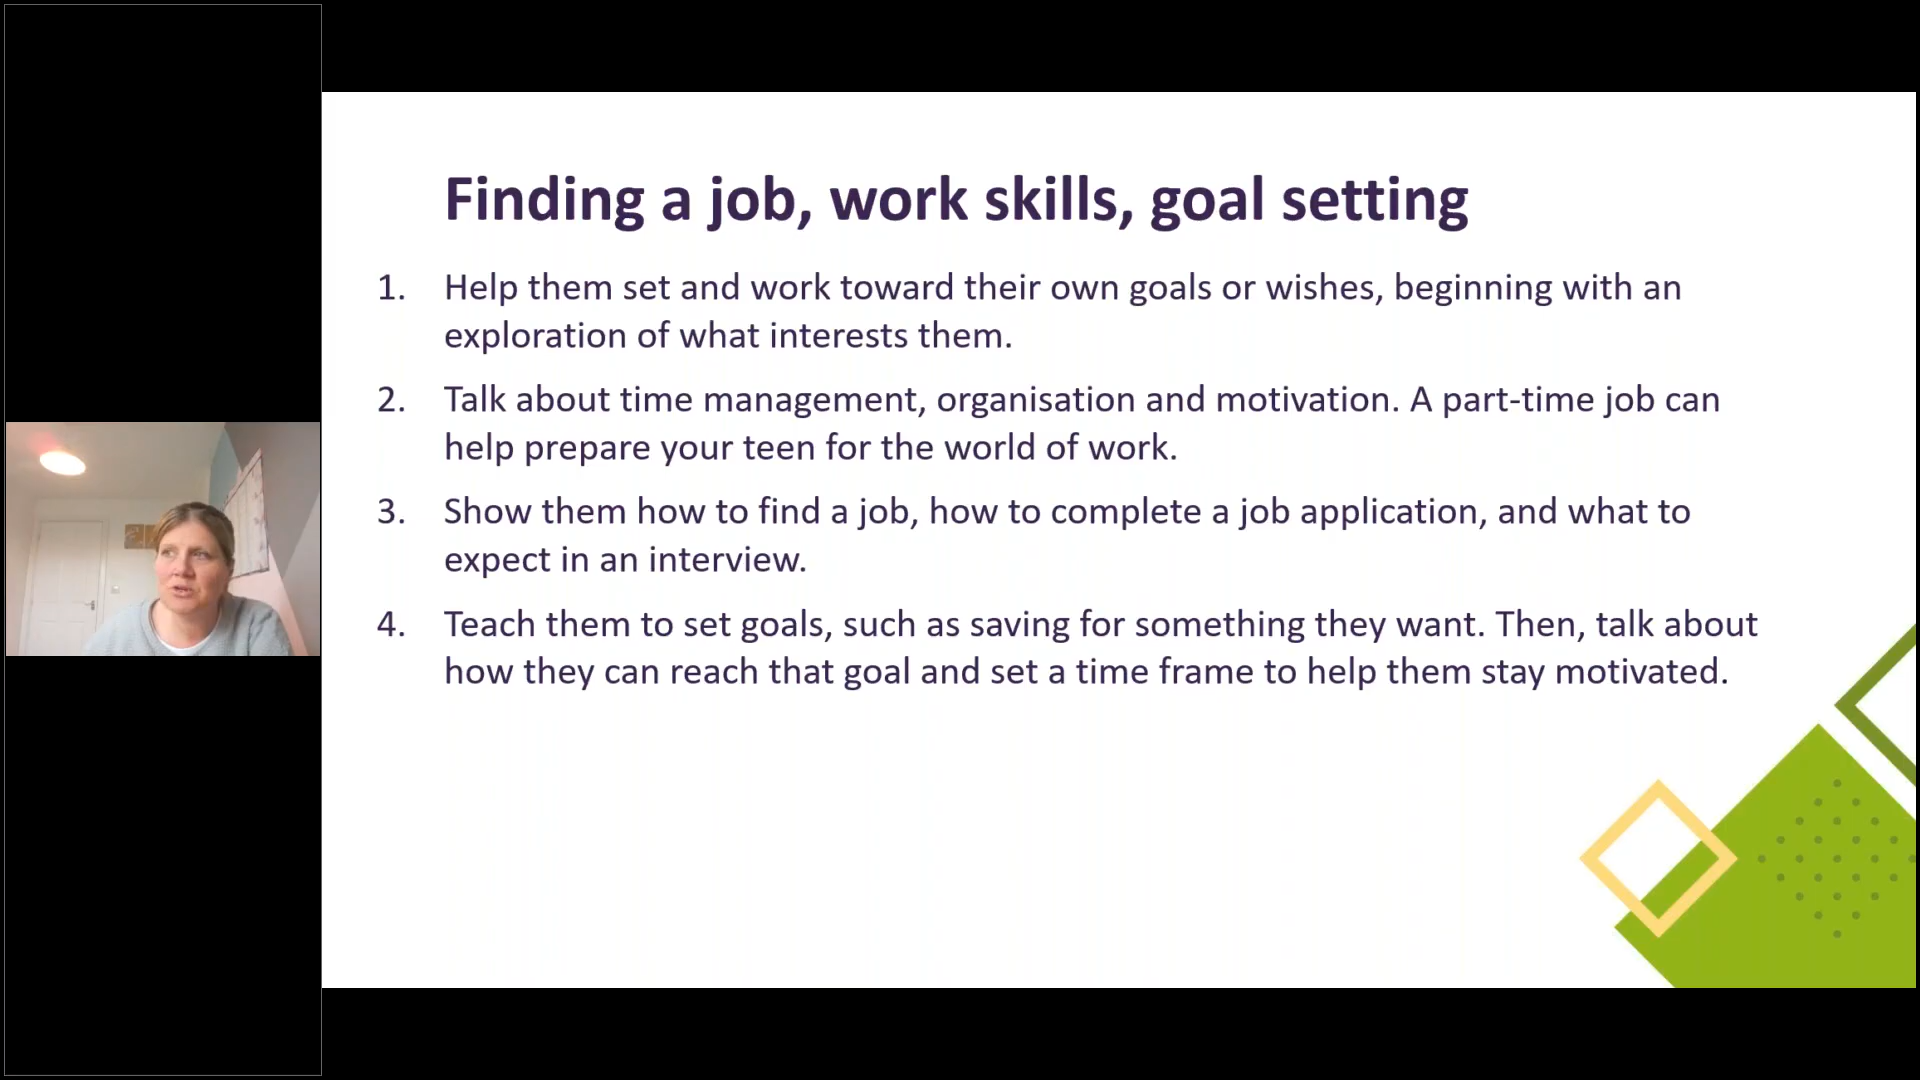 Finding a job, work skills, goal setting
1. Help them set and work toward their own goals or wishes, beginning with an
exploration of what interests them.
2. Talk about time management, organisation and motivation. A part-time job can
help prepare your teen for the world of work.
3. Show them how to find a job, how to complete a job application, and what to
expect in an interview.
4. Teach them to set goals, such as saving for something they want. Then, talk about
how they can reach that goal and set a time frame to help them stay motivated.